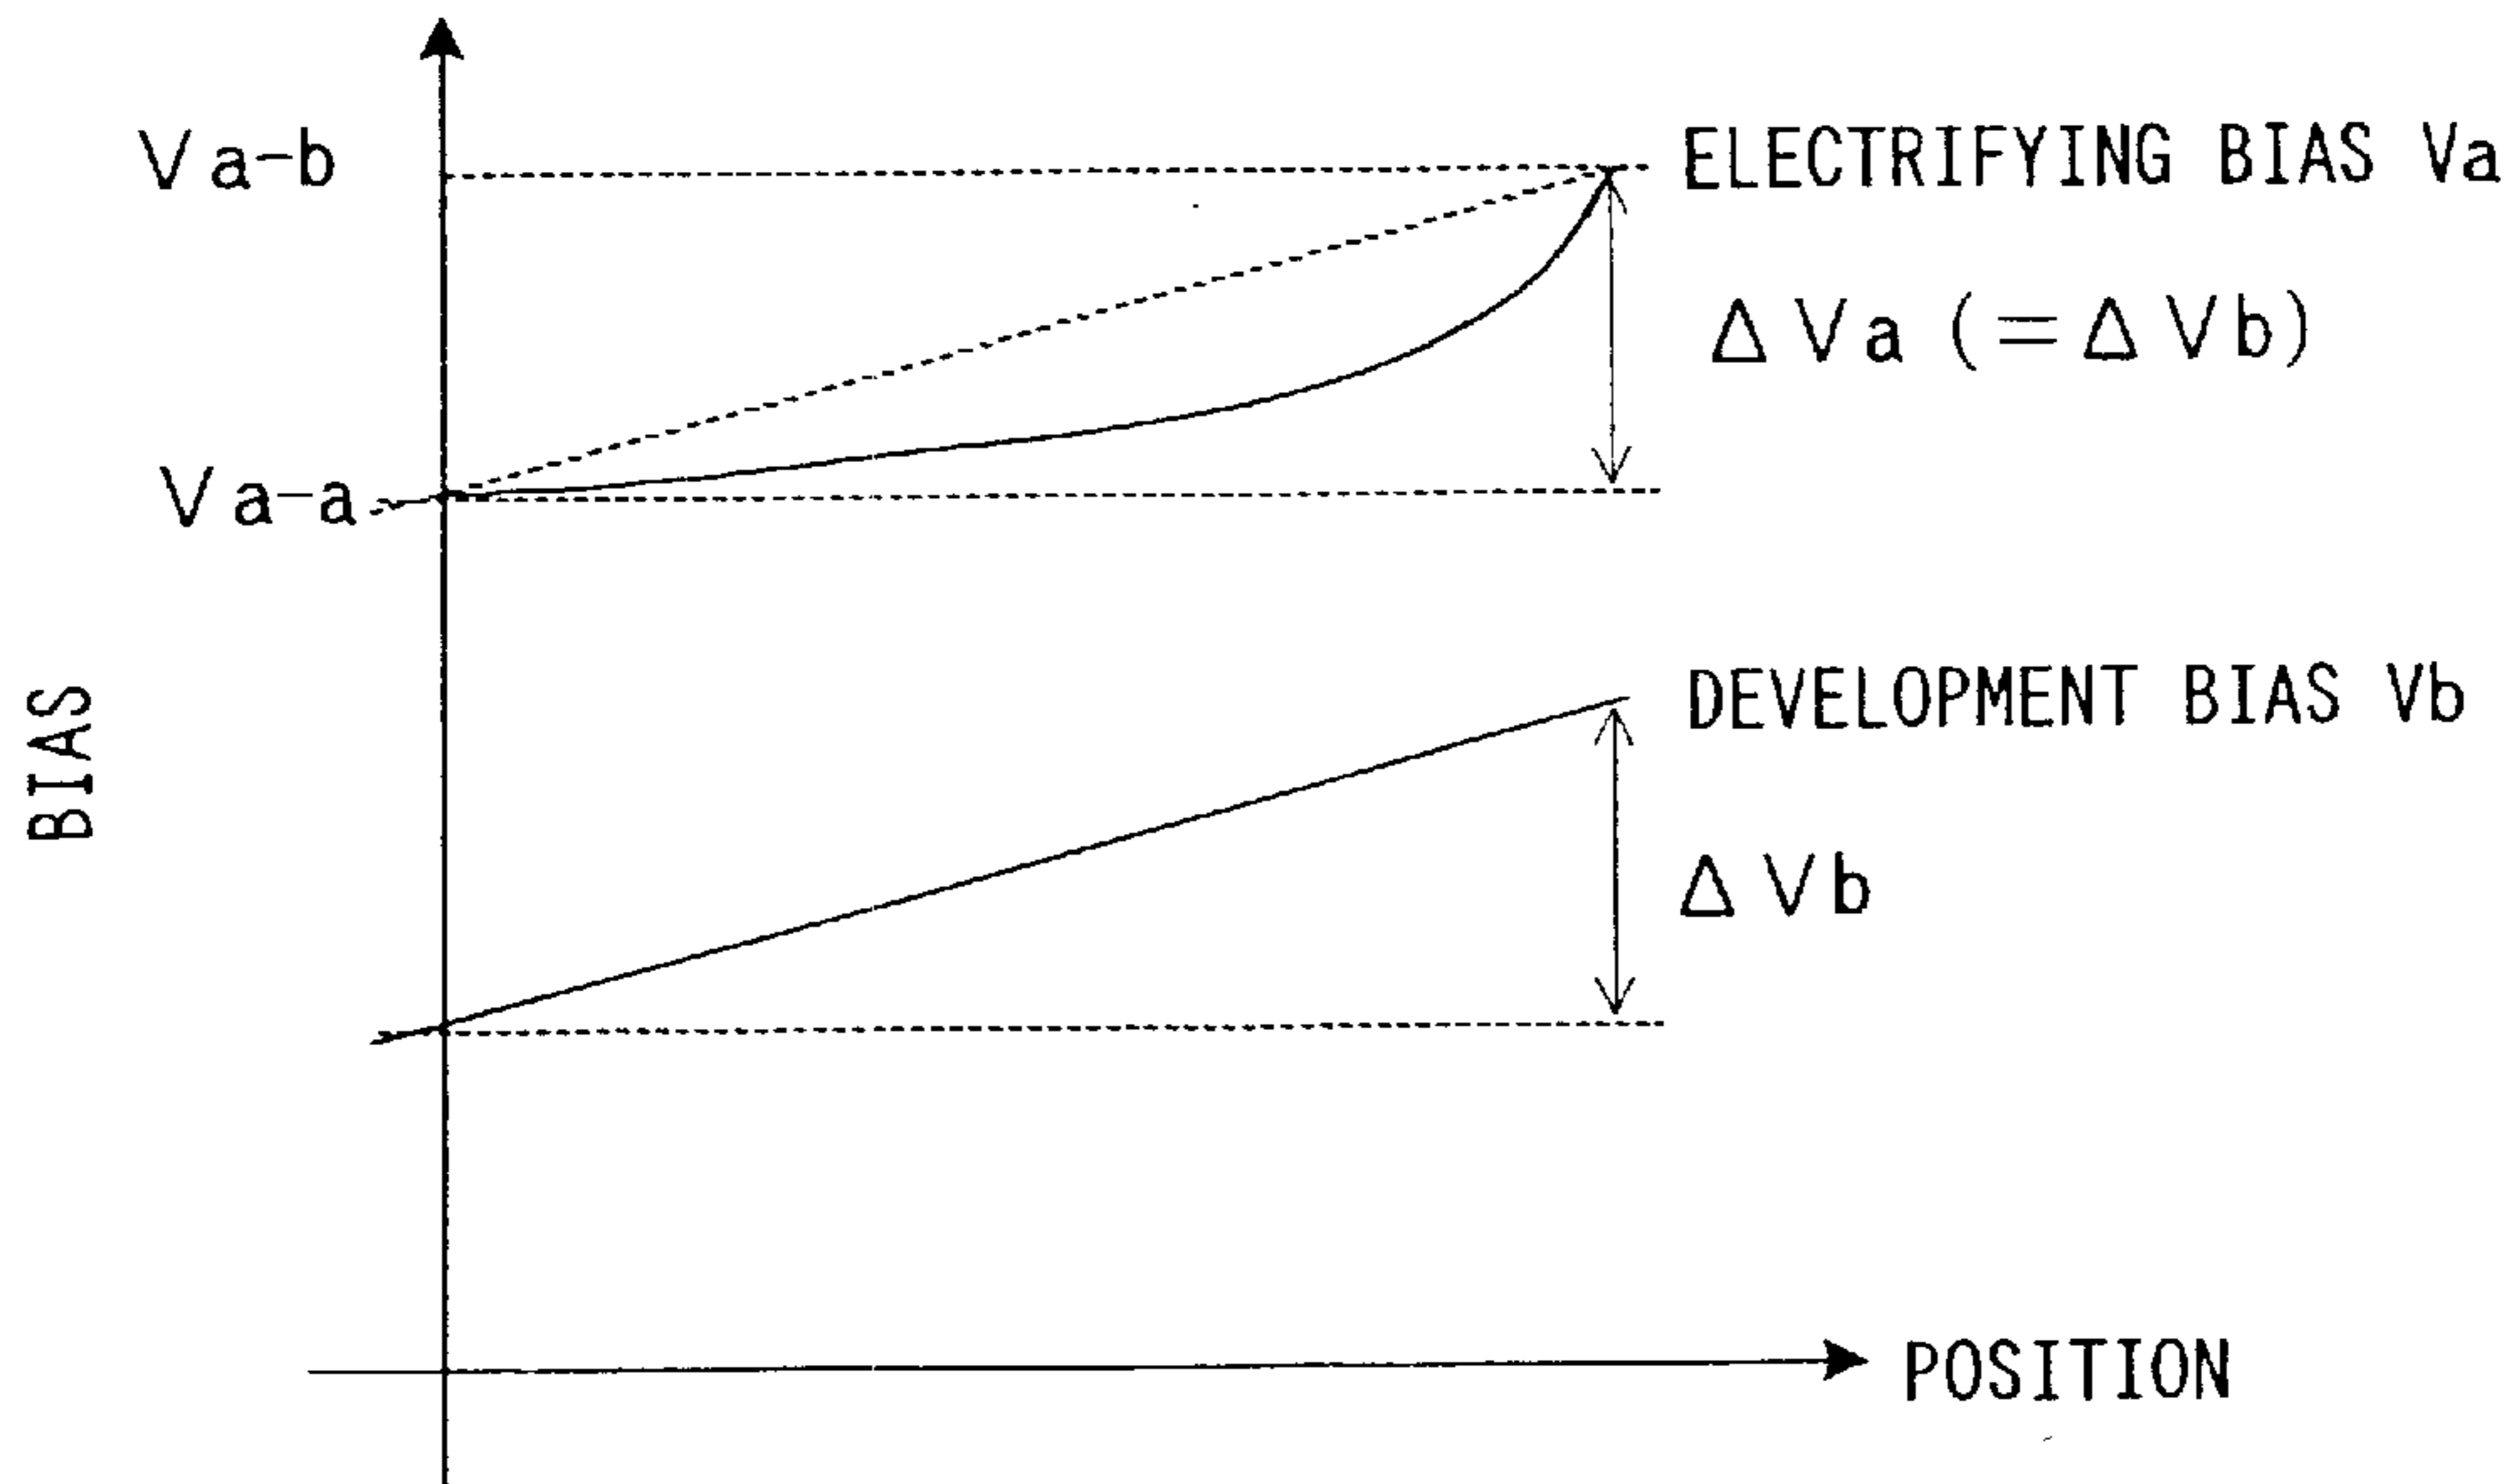 Va-b
ELECTRIFYING BIAS Va
ΔVa (=ΔVb)
Va-a
BIAS
DEVELOPMENT BIAS Vb
ΔVb
POSITION